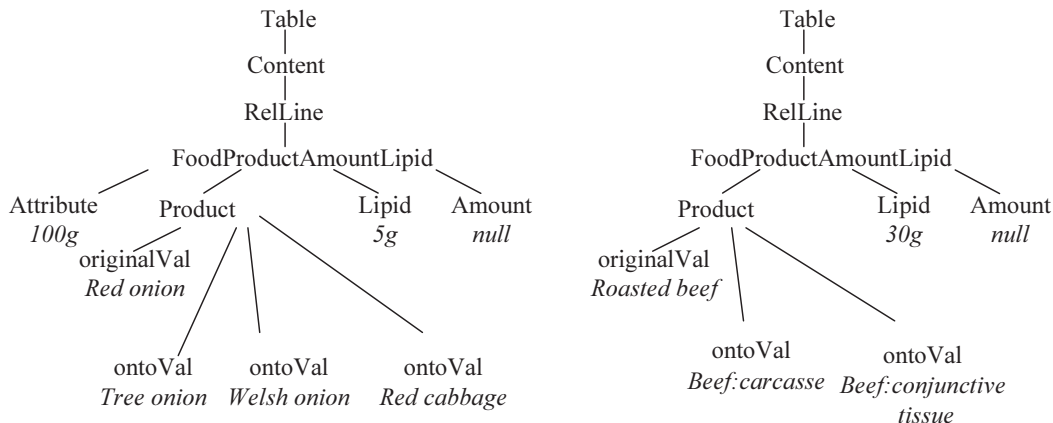 Table
Content
RelLine
FoodProductAmountLipid
Attribute Product Lipid Amount
100g 5g null
originalVal
Red onion
ontoVal ontoVal ontoVal
Tree onion Welsh onion Red cabbage
Table
Content
RelLine
FoodProductAmountLipid
Product Lipid Amount
30g null
originalVal
Roasted beef
ontoVal ontoVal
Beef:carcasse Beef:conjunctive
tissue